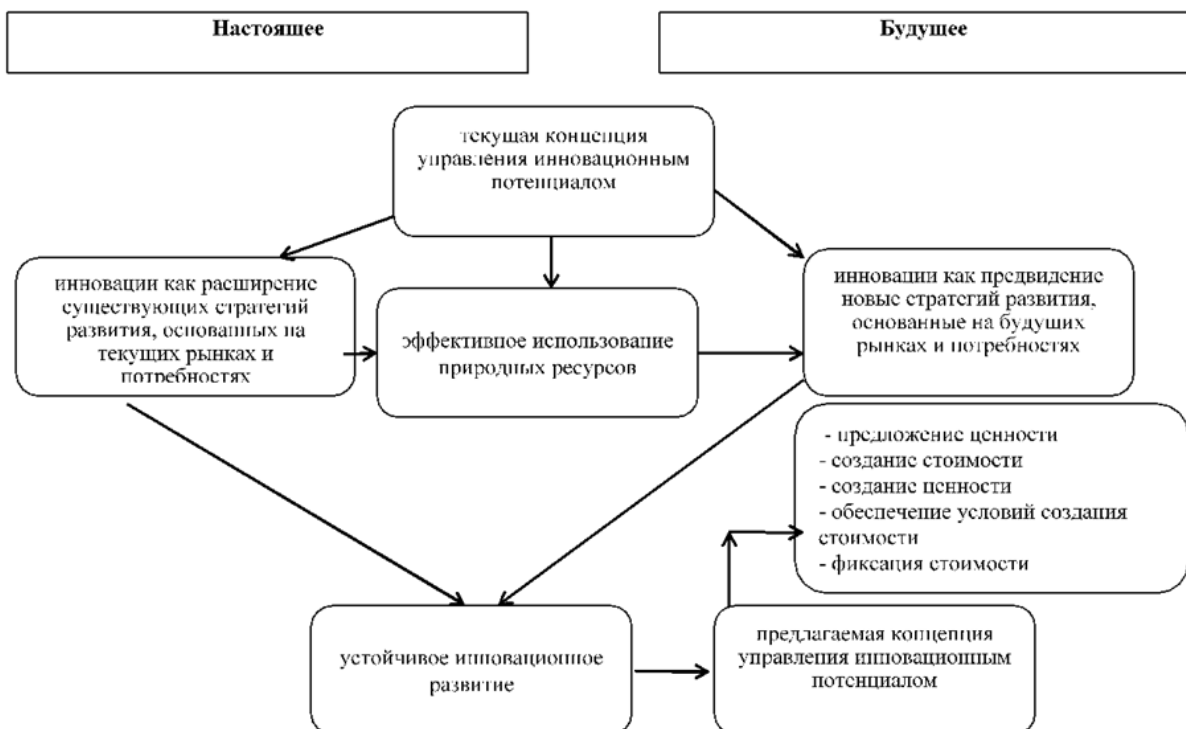 Настоящее
Будущее
текущая концепция
управления инновационным
потенциалом
инновации как расширение
существующих стратегий
развития, основанных на
текущих рынках и
потребностях
эффективное использование
природных ресурсов
инновации как предвидение
новые стратегий развития,
основанные на будущих
рынках и потребностях
- предложение ценности
- создание стоимости
- создание ценности
- обеспечение условий создания
стоимости
- фиксация стоимости
устойчивое инновационное
развитие
предлагаемая концепция
управления инновационным
потенциалом